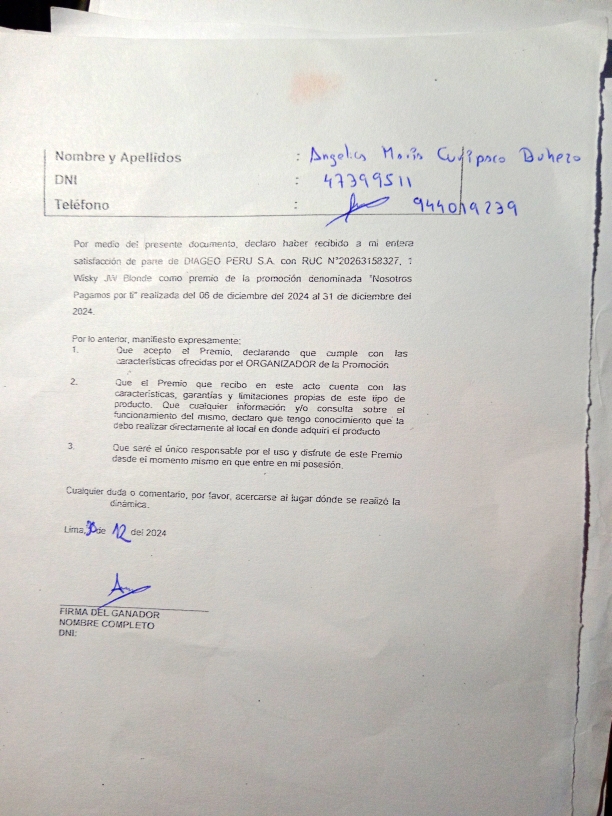 Nombre y Apellidos : Angelica María
DNI : 47399511
Teléfono : 944019239
Por medio del presente documento, declaro haber recibido a mi entera
satisfacción de parte de DIAGEO PERU S.A. con RUC N°20263158327, 1
Wisky JW Blonde como premio de la promoción denominada "Nosotros
Pagamos por ti" realizada del 06 de diciembre del 2024 al 31 de diciembre del
2024.
Por lo anterior, manifiesto expresamente:
1. Que acepto el Premio, declarando que cumple con las
características ofrecidas por el ORGANIZADOR de la Promoción
2. Que el Premio que recibo en este acto cuenta con las
características, garantías y limitaciones propias de este tipo de
producto. Que cualquier información y/o consulta sobre el
funcionamiento del mismo, declaro que tengo conocimiento que la
debo realizar directamente al local en donde adquirí el producto
3. Que seré el único responsable por el uso y disfrute de este Premio
desde el momento mismo en que entre en mi posesión.
Cualquier duda o comentario, por favor, acercarse al lugar dónde se realizó la
dinámica.
Lima, de 12 del 2024
FIRMA DEL GANADOR
NOMBRE COMPLETO
DNI: